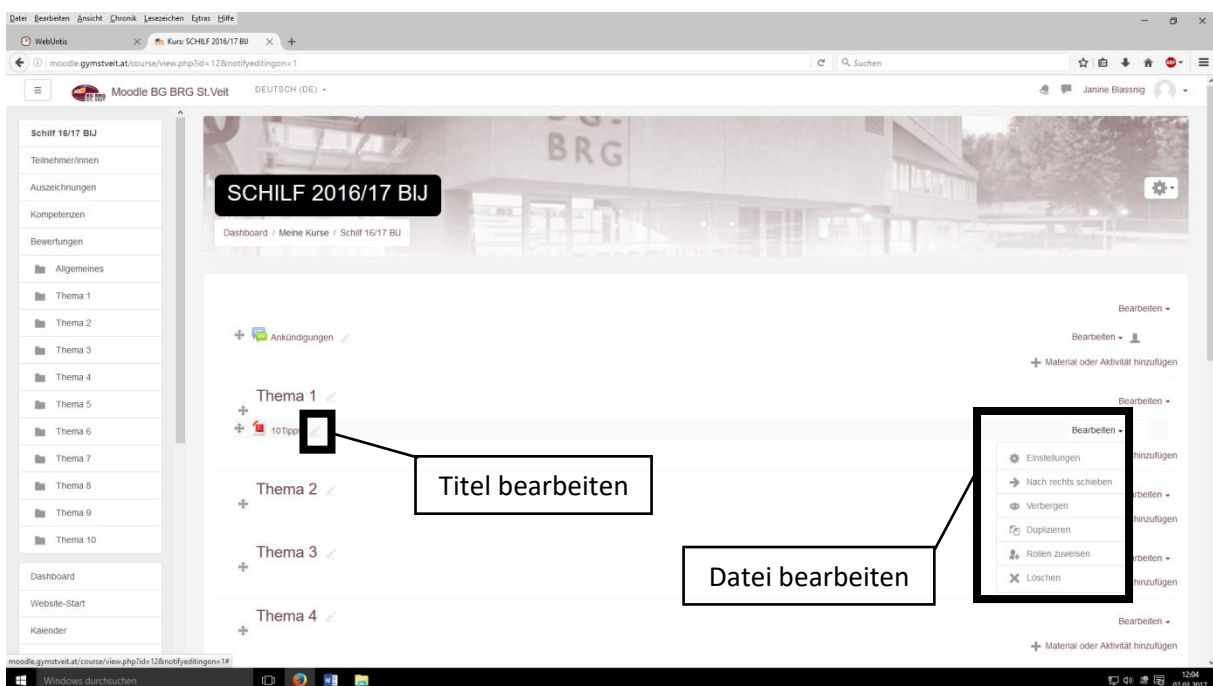 Datei Bearbeiten Ansicht Chronik Lesezeichen Extras Hilfe
WebUntis
Kurs: SCHILF 2016/17 BIJ
moodle.gymstveit.at/course/view.php?id=12&notifyeditingon=1
Suchen
Moodle BG BRG St.Veit
DEUTSCH (DE)
Janine Blassnig
Schilf 16/17 BIJ
Teilnehmer/innen
Auszeichnungen
Kompetenzen
Bewertungen
Allgemeines
Thema 1
Thema 2
Thema 3
Thema 4
Thema 5
Thema 6
Thema 7
Thema 8
Thema 9
Thema 10
Dashboard
Website-Start
Kalender
BRG
SCHILF 2016/17 BIJ
Dashboard / Meine Kurse / Schilf 16/17 BIJ
Bearbeiten
Ankündigungen
Bearbeiten
Material oder Aktivität hinzufügen
Thema 1
Bearbeiten
10Tipps
Bearbeiten
hinzufügen
Einstellungen
Nach rechts schieben
Verbergen
Duplizieren
Rollen zuweisen
Löschen
Titel bearbeiten
Thema 2
rbeiten
hinzufügen
Thema 3
rbeiten
hinzufügen
Datei bearbeiten
Thema 4
Bearbeiten
Material oder Aktivität hinzufügen
moodle.gymstveit.at/course/view.php?id=12&notifyeditingon=1#
Windows durchsuchen
12:04
07.03.2017